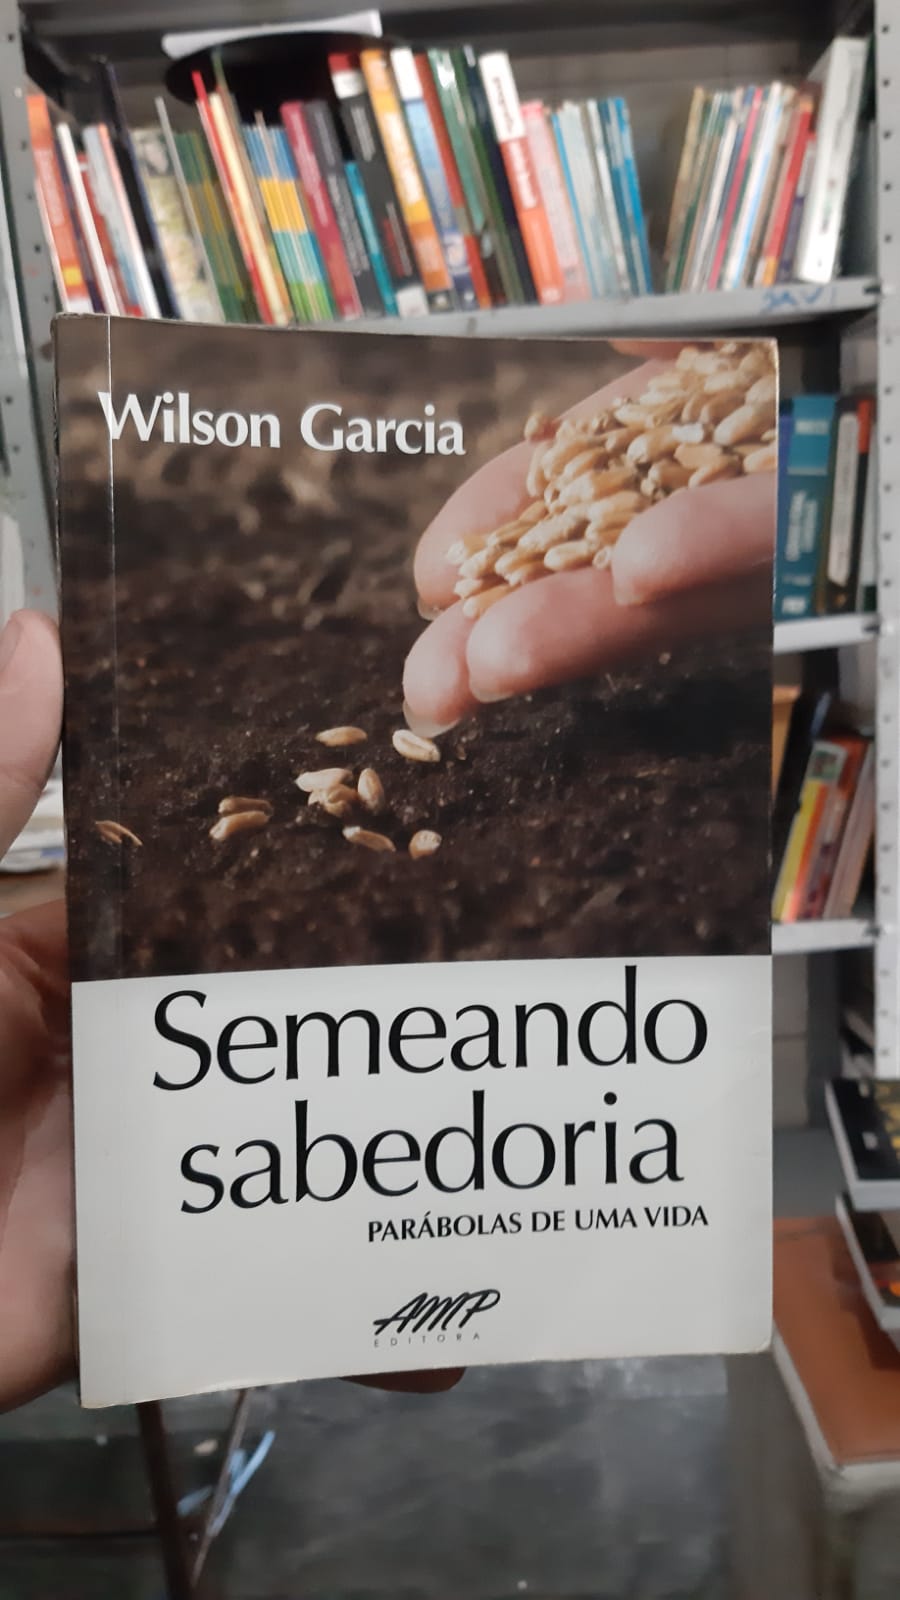 Wilson Garcia
Semeando
sabedoria
PARÁBOLAS DE UMA VIDA
AMP
EDITORA